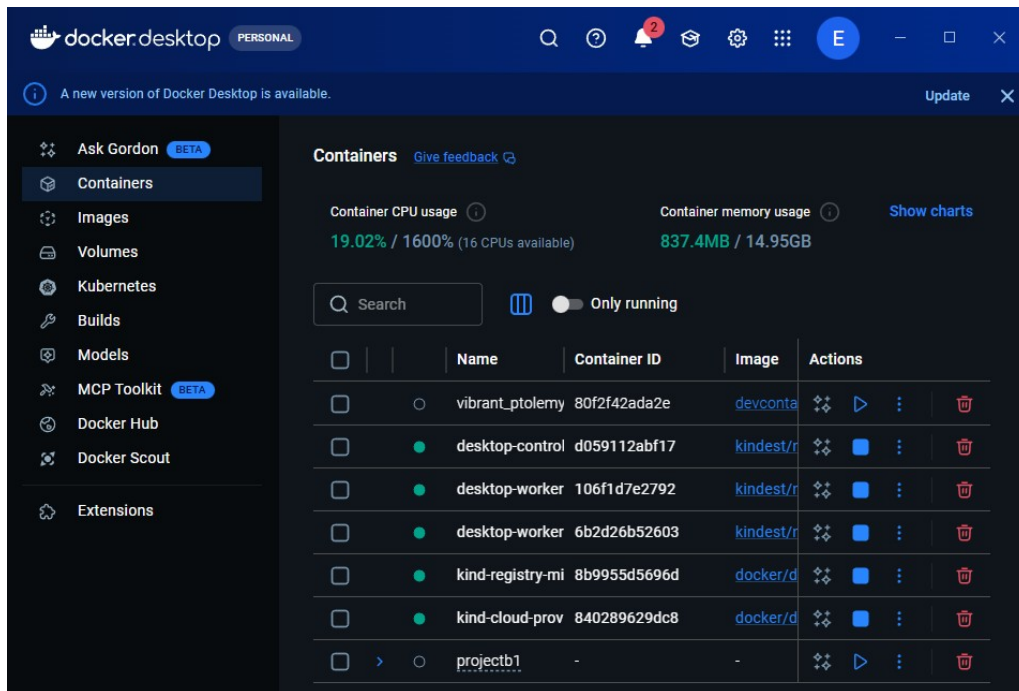 docker.desktop PERSONAL 2 E
A new version of Docker Desktop is available. Update
Ask Gordon BETA
Containers
Images
Volumes
Kubernetes
Builds
Models
MCP Toolkit BETA
Docker Hub
Docker Scout
Extensions
Containers Give feedback
Container CPU usage Container memory usage Show charts
19.02% / 1600% (16 CPUs available) 837.4MB / 14.95GB
Search Only running
Name Container ID Image Actions
vibrant_ptolemy 80f2f42ada2e devconta
desktop-control d059112abf17 kindest/r
desktop-worker 106f1d7e2792 kindest/r
desktop-worker 6b2d26b52603 kindest/r
kind-registry-mi 8b9955d5696d docker/d
kind-cloud-prov 840289629dc8 docker/d
projectb1 - -